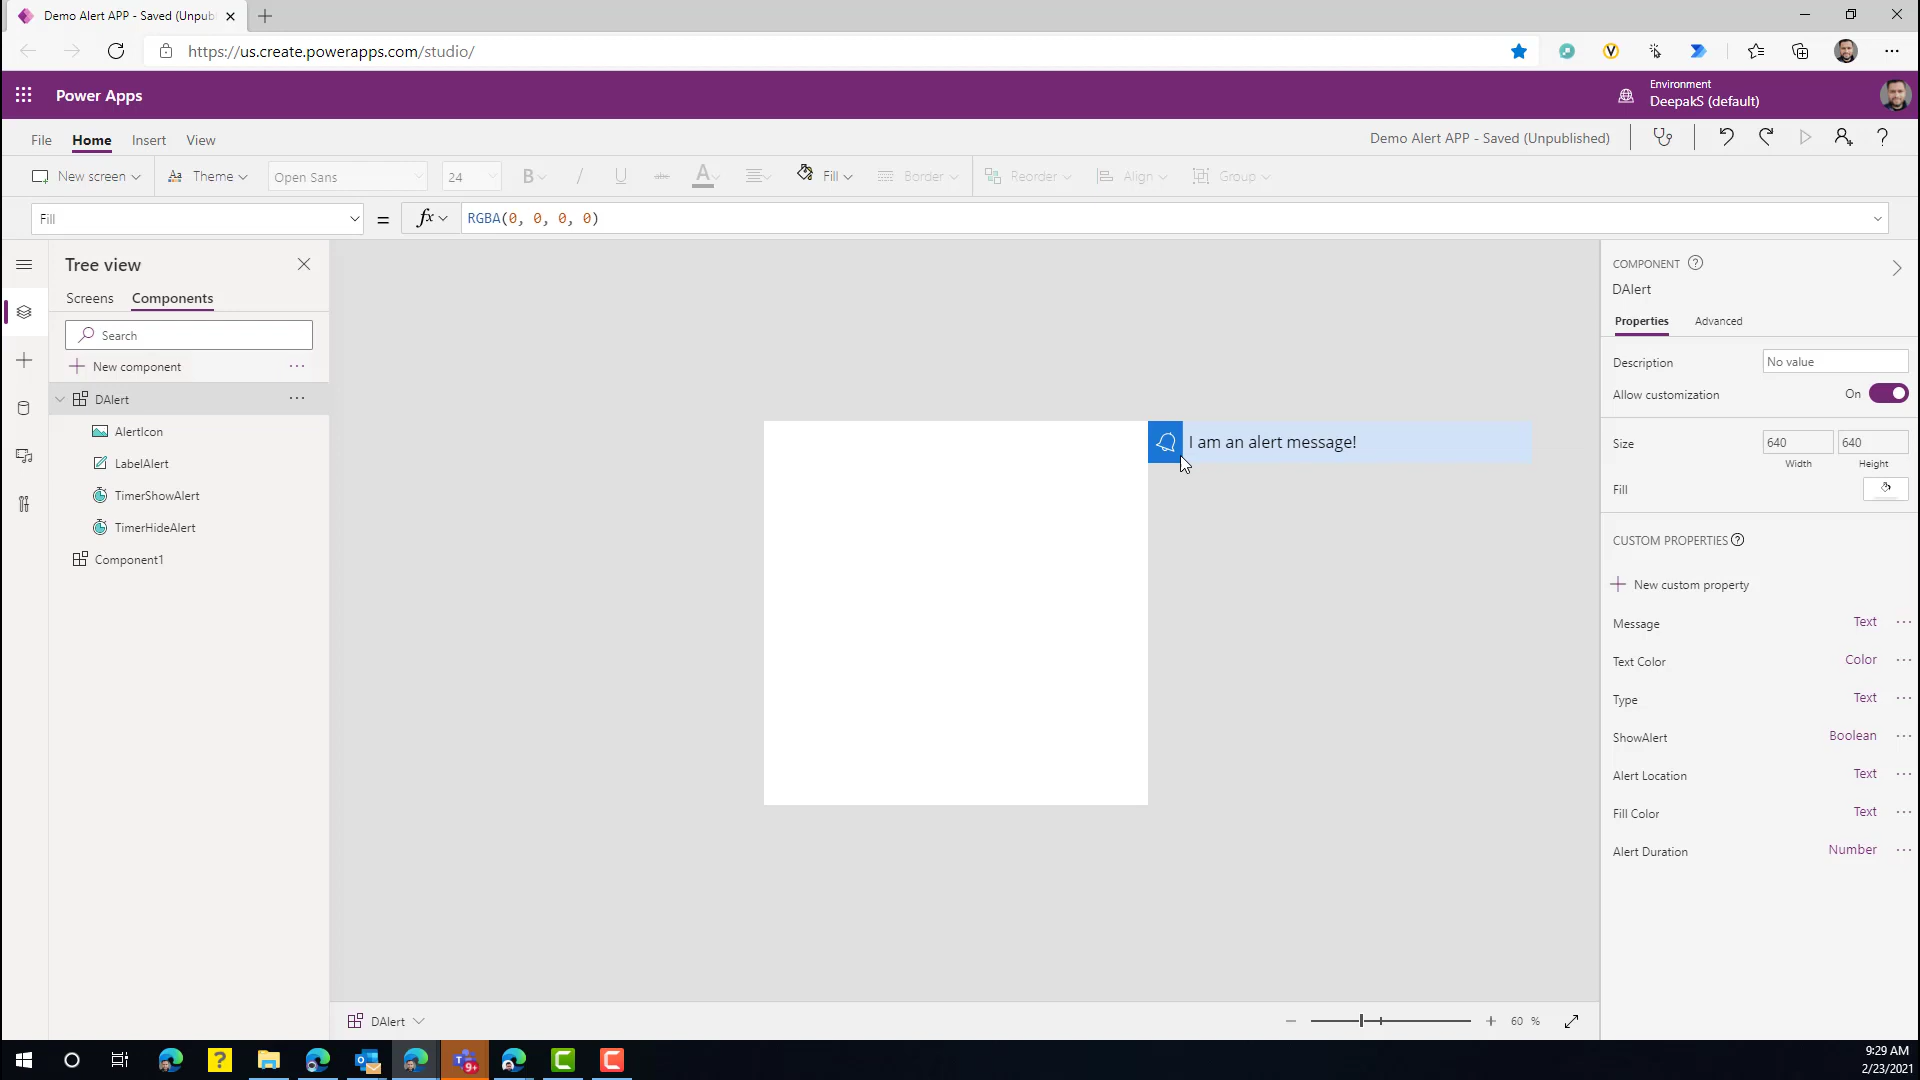 Demo Alert APP - Saved (Unpub
https://us.create.powerapps.com/studio/
Power Apps
Environment
DeepakS (default)
File Home Insert View
Demo Alert APP - Saved (Unpublished)
New screen Theme Open Sans 24 B I U abc A Fill Border Reorder Align Group
Fill = fx RGBA(0, 0, 0, 0)
Tree view
Screens Components
Search
New component
DAlert
AlertIcon
LabelAlert
TimerShowAlert
TimerHideAlert
Component1
I am an alert message!
COMPONENT
DAlert
Properties Advanced
Description No value
Allow customization On
Size 640 640
Width Height
Fill
CUSTOM PROPERTIES
New custom property
Message Text
Text Color Color
Type Text
ShowAlert Boolean
Alert Location Text
Fill Color Text
Alert Duration Number
DAlert
60 %
9+
9:29 AM
2/23/2021